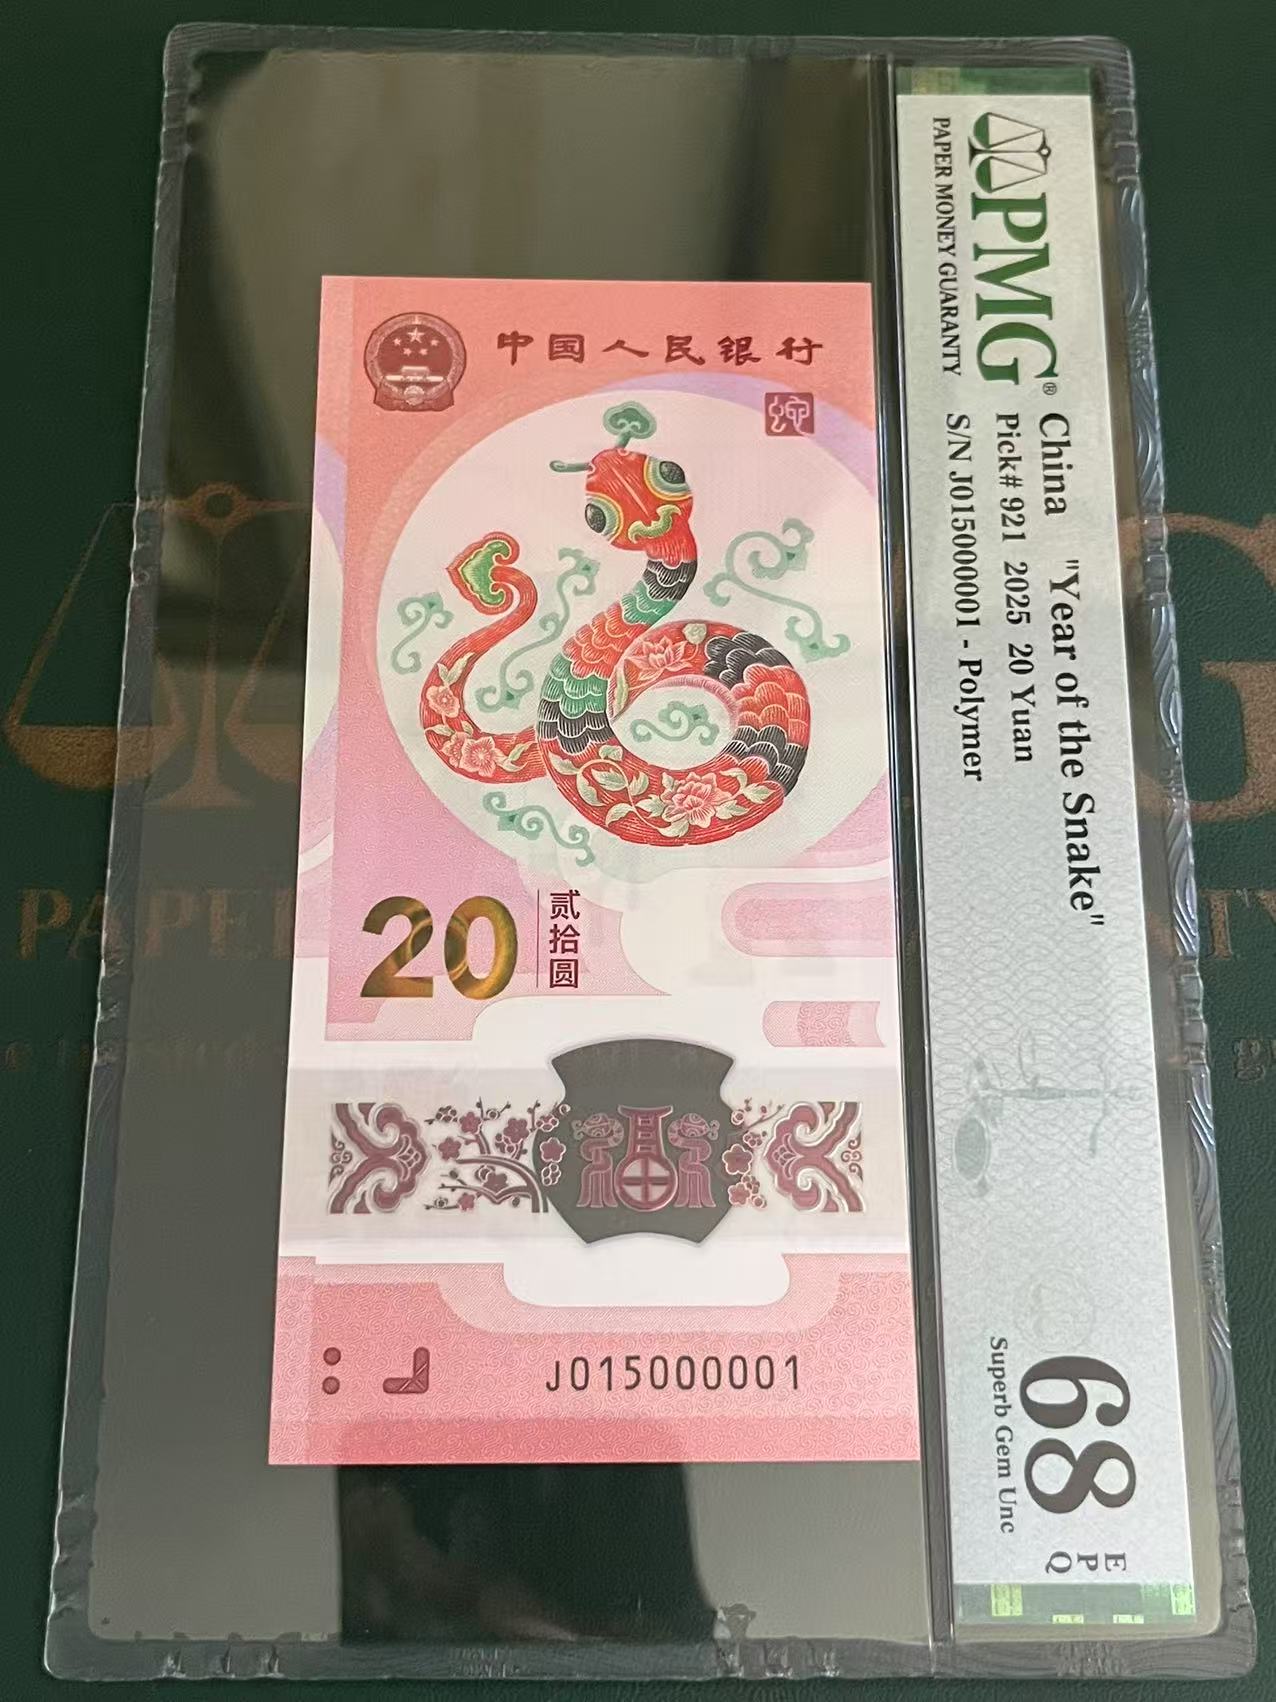 中国人民银行
20
贰拾圆
J015000001
PMG®
PAPER MONEY GUARANTY
China "Year of the Snake"
Pick# 921 2025 20 Yuan
S/N J015000001 - Polymer
68
EPQ
Superb Gem Unc